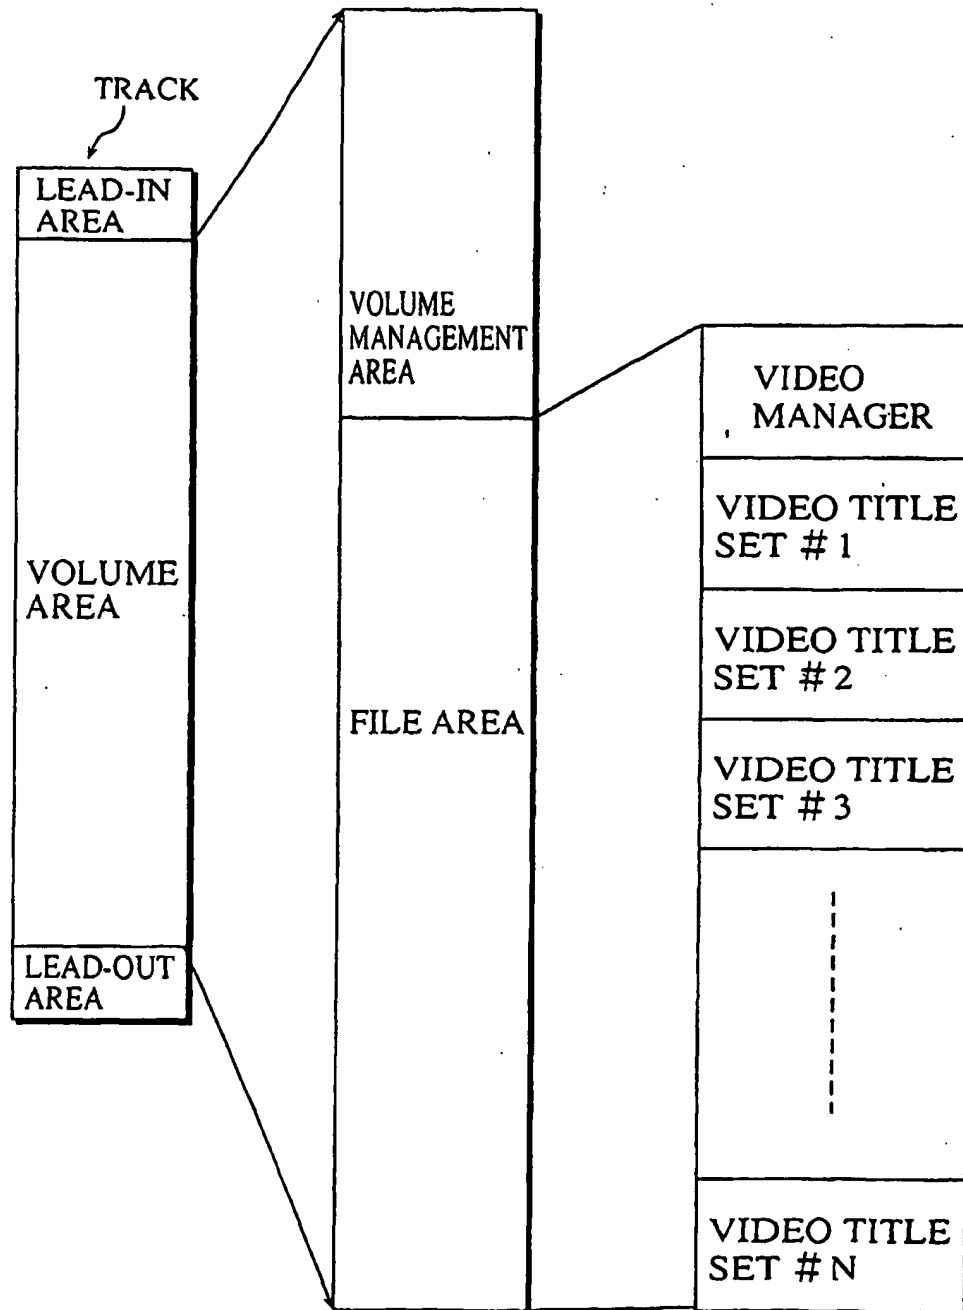 TRACK
LEAD-IN
AREA
VOLUME
AREA
LEAD-OUT
AREA
VOLUME
MANAGEMENT
AREA
FILE AREA
VIDEO
MANAGER
VIDEO TITLE
SET #1
VIDEO TITLE
SET #2
VIDEO TITLE
SET #3
VIDEO TITLE
SET #N